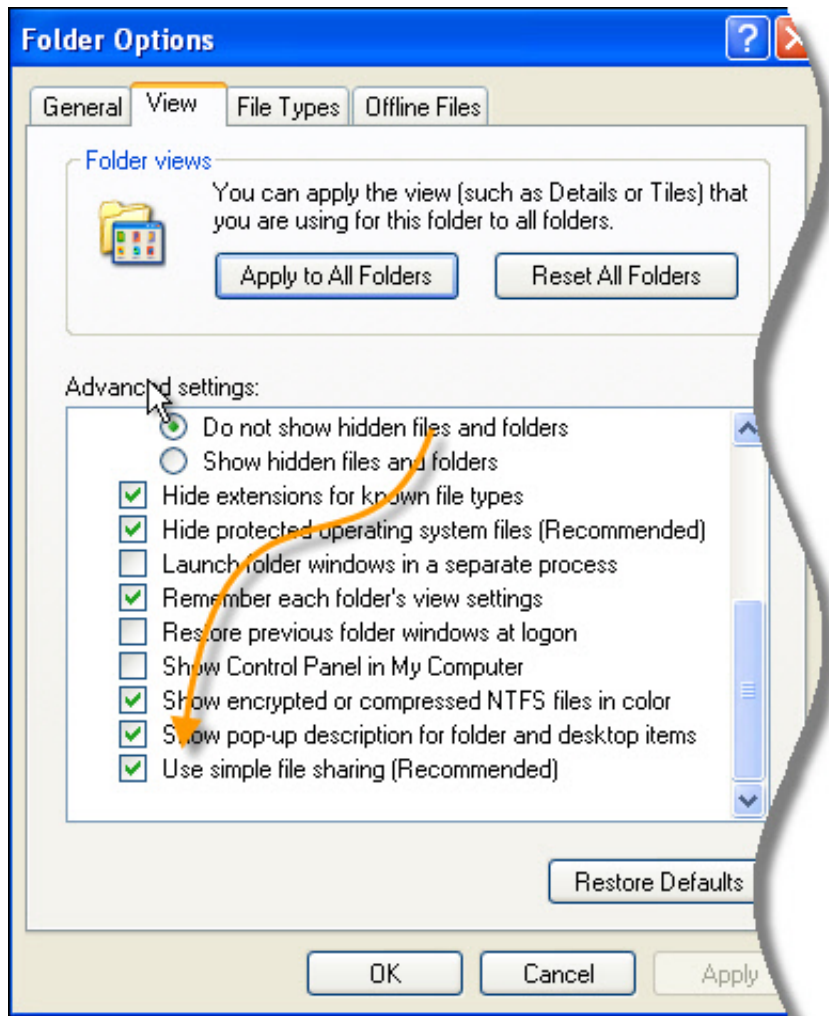 Folder Options
General View File Types Offline Files
Folder views
You can apply the view (such as Details or Tiles) that
you are using for this folder to all folders.
Apply to All Folders Reset All Folders
Advanced settings:
Do not show hidden files and folders
Show hidden files and folders
Hide extensions for known file types
Hide protected operating system files (Recommended)
Launch folder windows in a separate process
Remember each folder's view settings
Restore previous folder windows at logon
Show Control Panel in My Computer
Show encrypted or compressed NTFS files in color
Show pop-up description for folder and desktop items
Use simple file sharing (Recommended)
Restore Defaults
OK Cancel Apply